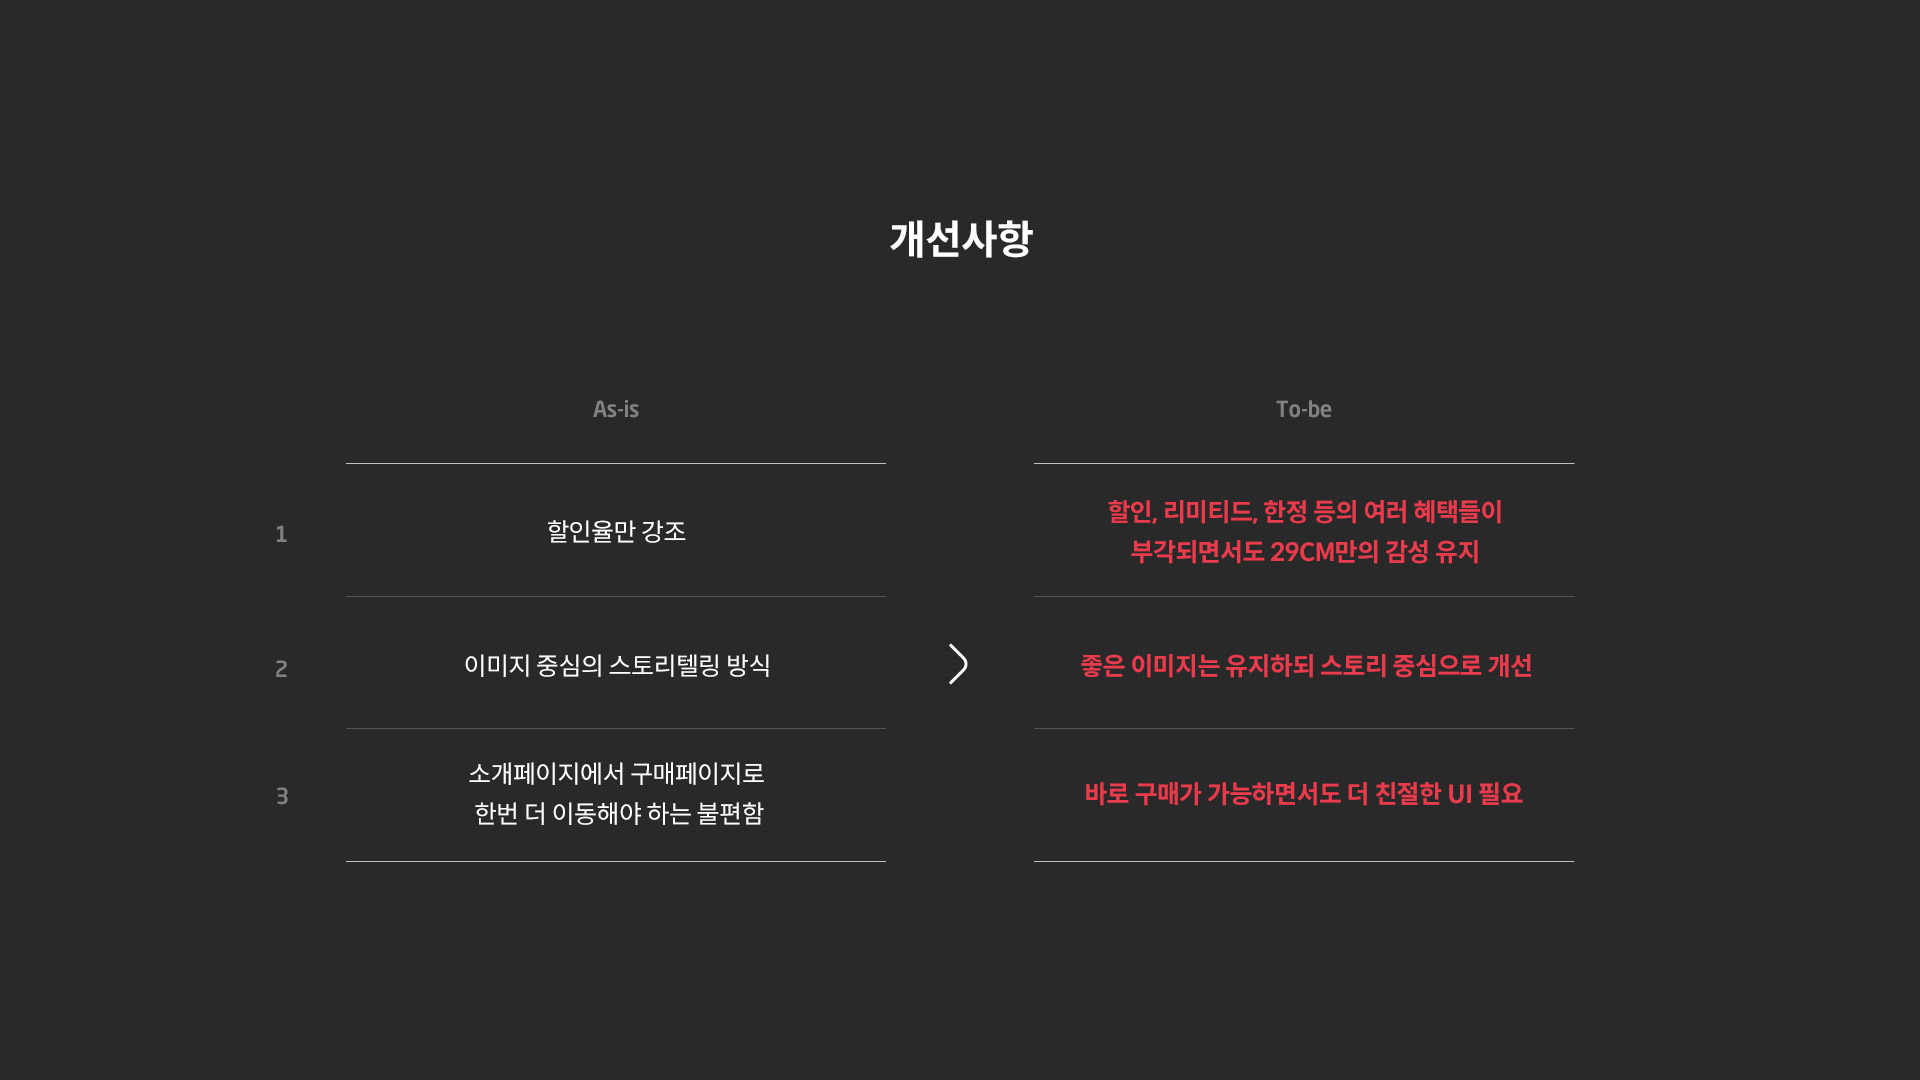 개선사항
As-is
To-be
1
할인율만 강조
할인, 리미티드, 한정 등의 여러 혜택들이
부각되면서도 29CM만의 감성 유지
2
이미지 중심의 스토리텔링 방식
좋은 이미지는 유지하되 스토리 중심으로 개선
3
소개페이지에서 구매페이지로
한번 더 이동해야 하는 불편함
바로 구매가 가능하면서도 더 친절한 UI 필요